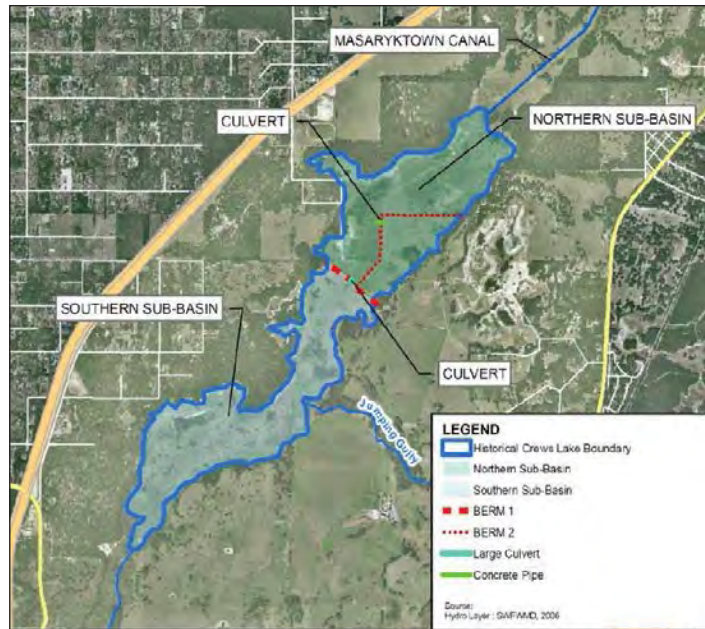 MASARYKTOWN CANAL
CULVERT
NORTHERN SUB-BASIN
SOUTHERN SUB-BASIN
CULVERT
Jumping Gully
LEGEND
Historical Crews Lake Boundary
Northern Sub-Basin
Southern Sub-Basin
BERM 1
BERM 2
Large Culvert
Concrete Pipe
Source:
Hydro Layer : SWFWMD, 2006